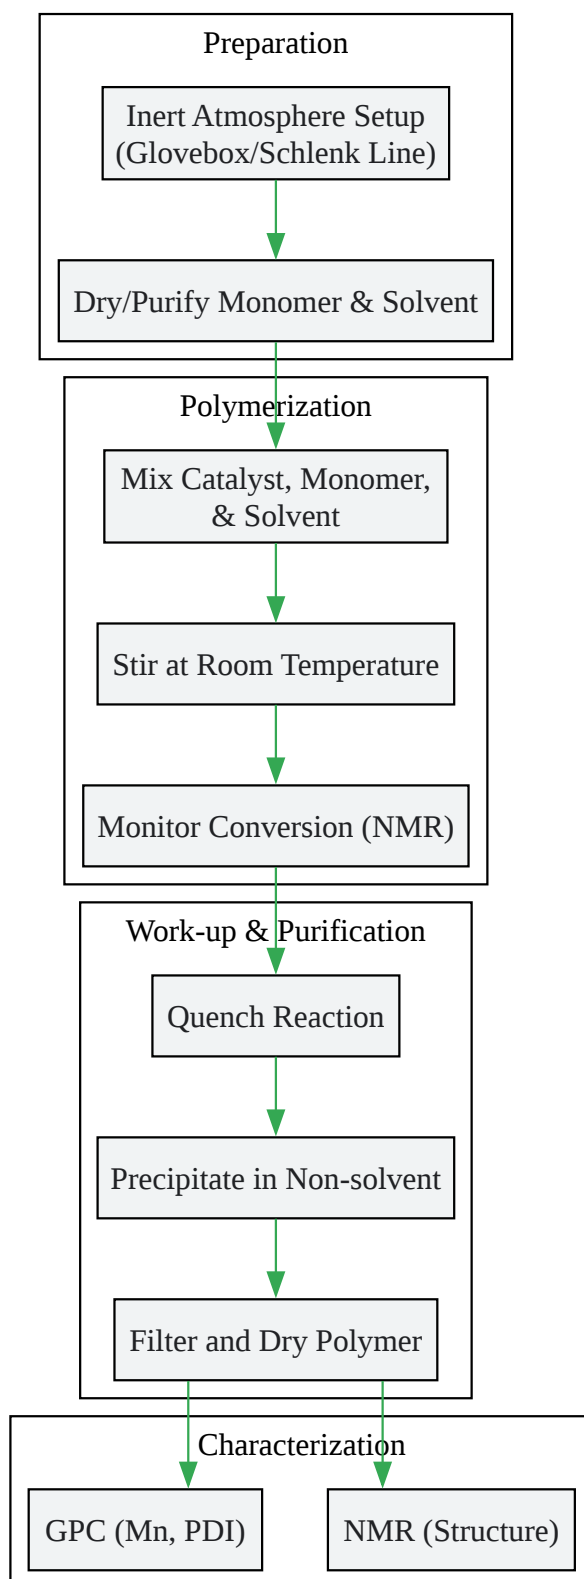 Preparation
Inert Atmosphere Setup
(Glovebox/Schlenk Line)
Dry/Purify Monomer & Solvent
Polymerization
Mix Catalyst, Monomer,
& Solvent
Stir at Room Temperature
Monitor Conversion (NMR)
Work-up & Purification
Quench Reaction
Precipitate in Non-solvent
Filter and Dry Polymer
Characterization
GPC (Mn, PDI)
NMR (Structure)